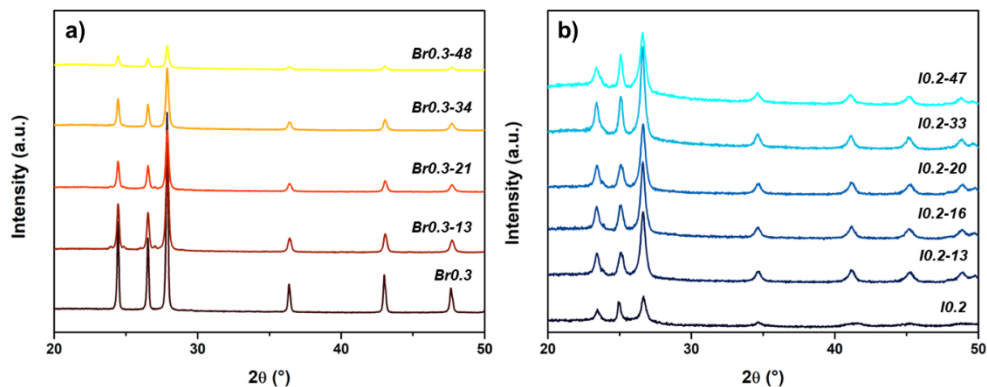 a)
Br0.3-48
Br0.3-34
Br0.3-21
Br0.3-13
Br0.3
Intensity (a.u.)
20 30 40 50
2θ (°)
b)
I0.2-47
I0.2-33
I0.2-20
I0.2-16
I0.2-13
I0.2
Intensity (a.u.)
20 30 40 50
2θ (°)